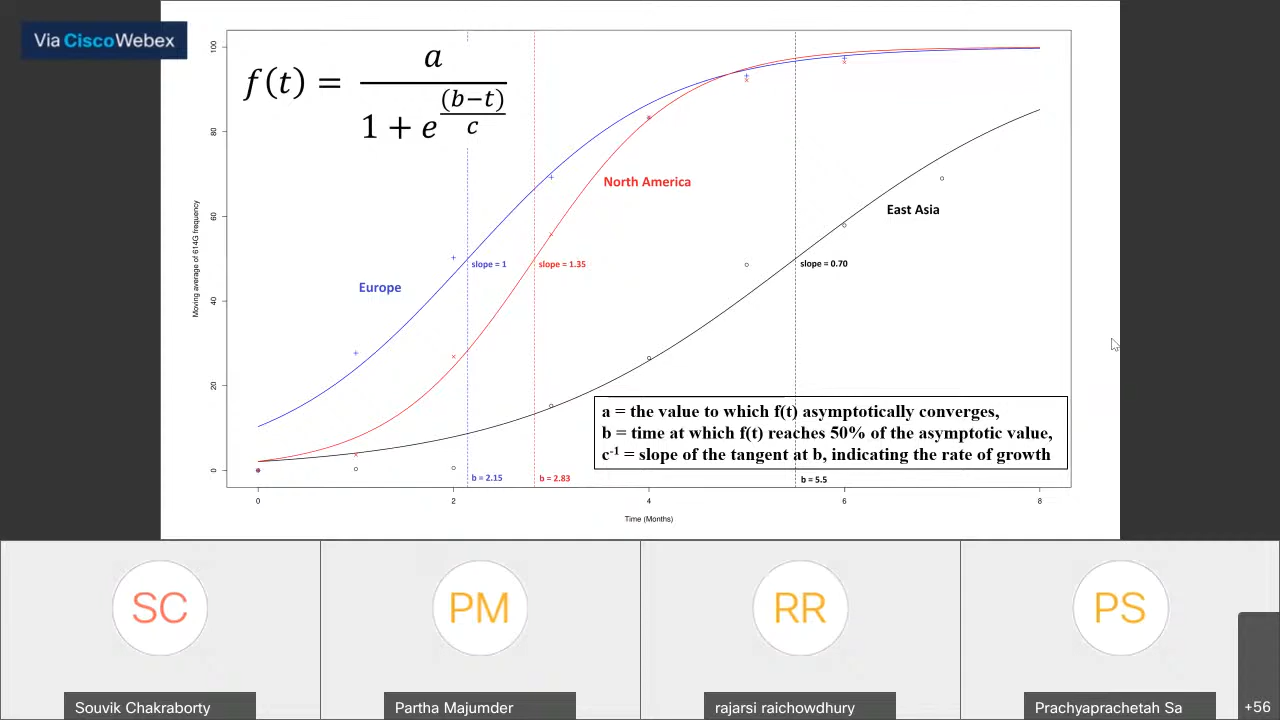 Via CiscoWebex
f(t) = a / (1 + e^((b−t)/c))
Moving average of 614G frequency
100
80
60
40
20
0
North America
East Asia
Europe
slope = 1
slope = 1.35
slope = 0.70
a = the value to which f(t) asymptotically converges,
b = time at which f(t) reaches 50% of the asymptotic value,
c⁻¹ = slope of the tangent at b, indicating the rate of growth
b = 2.15
b = 2.83
b = 5.5
0 2 4 6 8
Time (Months)
SC
PM
RR
PS
Souvik Chakraborty
Partha Majumder
rajarsi raichowdhury
Prachyaprachetah Sa
+56